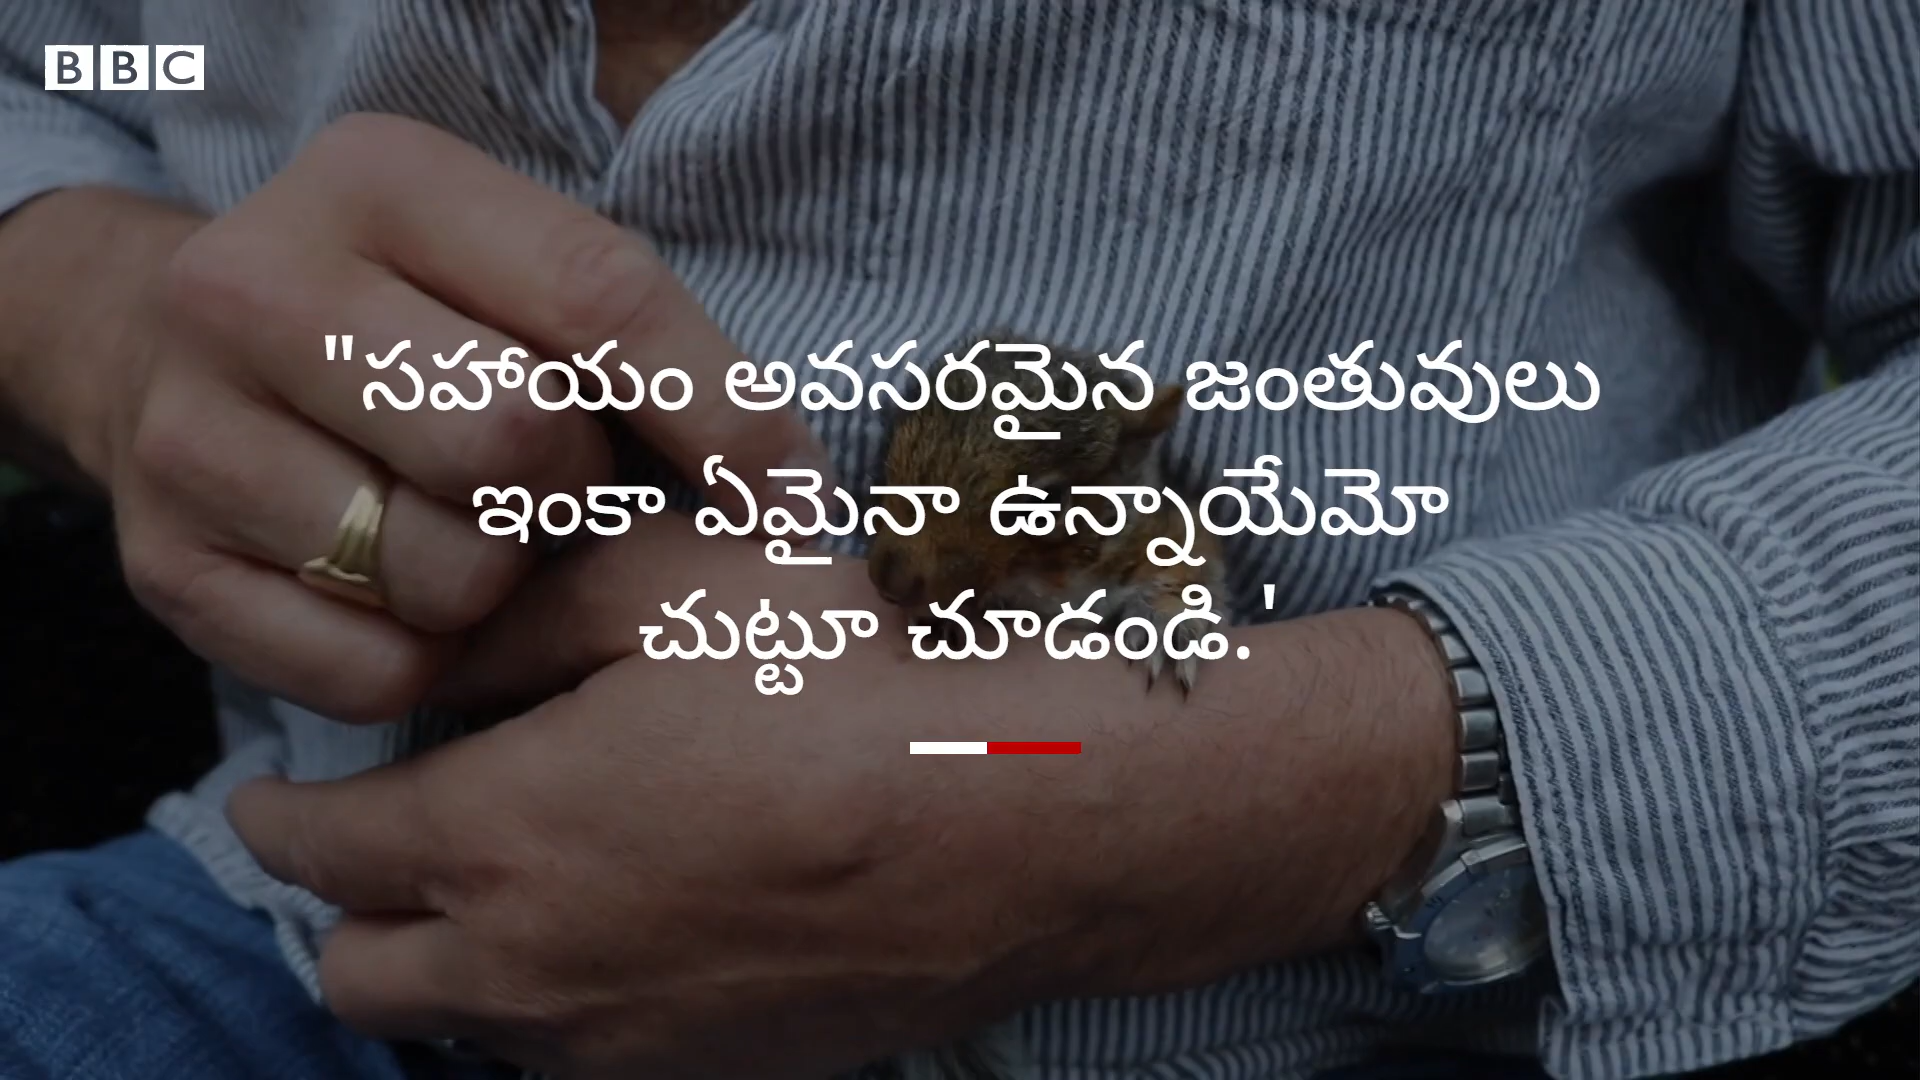 BBC
"సహాయం అవసరమైన జంతువులు
ఇంకా ఏమైనా ఉన్నాయేమో
చుట్టూ చూడండి.'